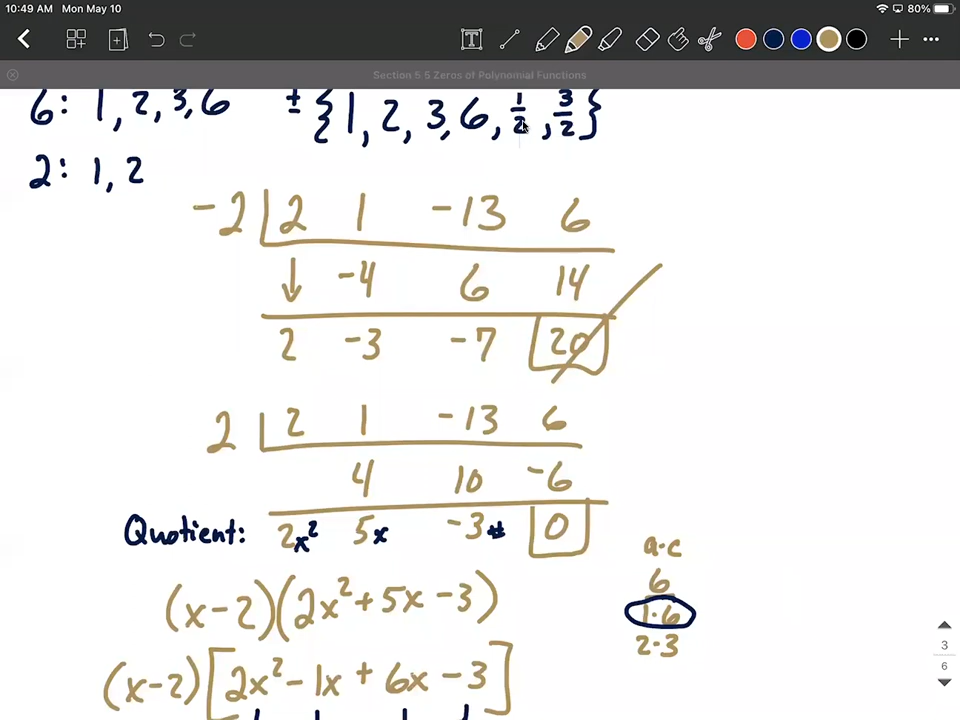 10:49 AM Mon May 10
80%
Section 5 5 Zeros of Polynomial Functions
6: 1, 2, 3, 6 ± {1, 2, 3, 6, 1/2, 3/2}
2: 1, 2
-2 | 2 1 -13 6
↓ -4 6 14
2 -3 -7 20
2 | 2 1 -13 6
4 10 -6
Quotient: 2x² 5x -3# 0
a·c
6
1·6
2·3
(x-2)(2x²+5x-3)
(x-2)[2x²-1x+6x-3]
3
6